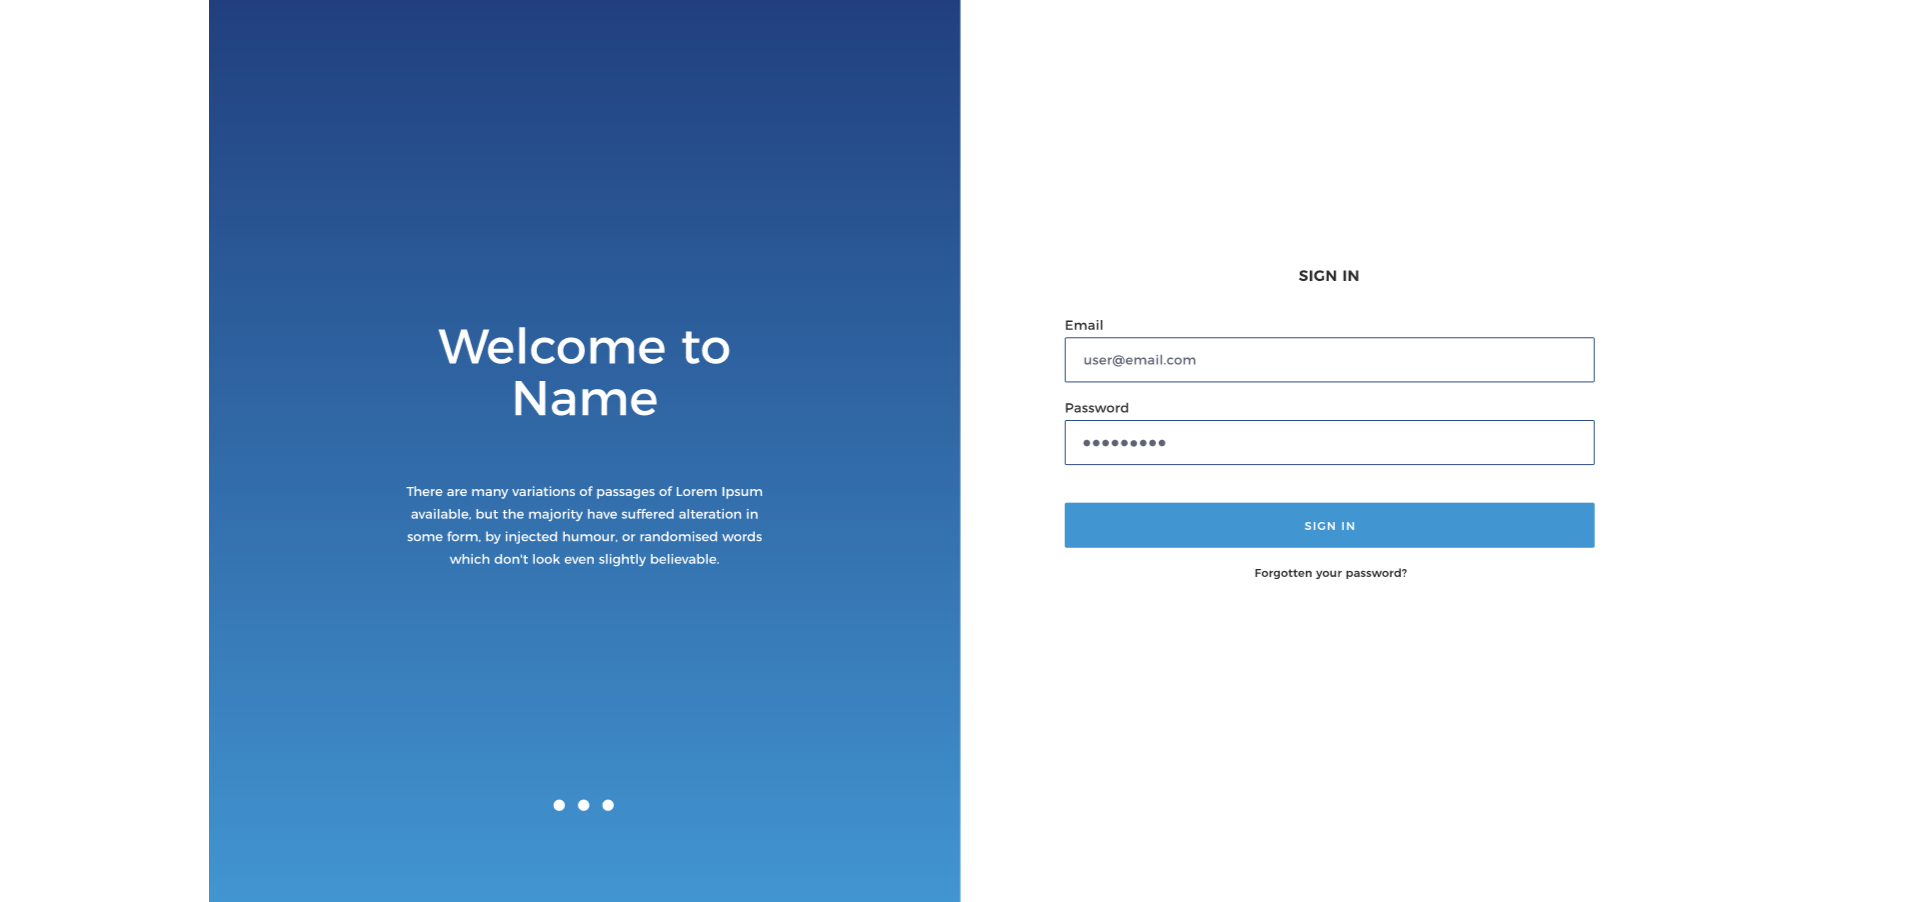 Welcome to
Name
There are many variations of passages of Lorem Ipsum
available, but the majority have suffered alteration in
some form, by injected humour, or randomised words
which don't look even slightly believable.
SIGN IN
Email
user@email.com
Password
●●●●●●●●●
SIGN IN
Forgotten your password?